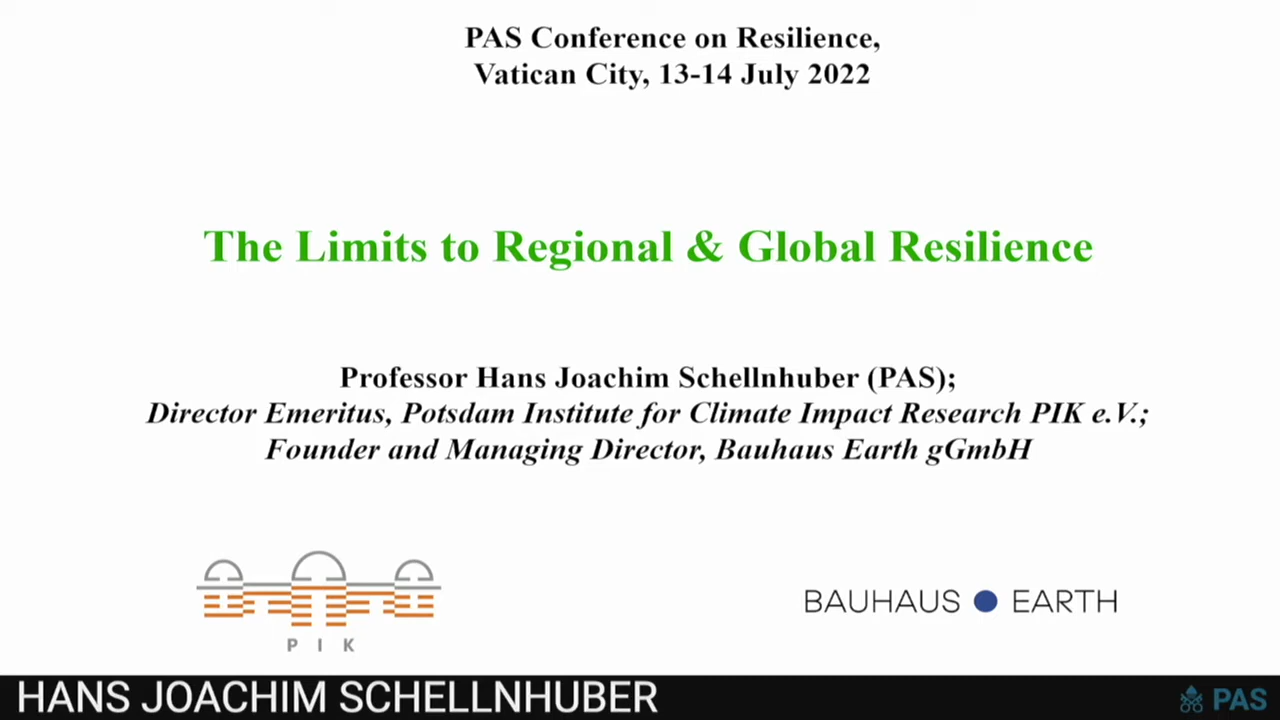 PAS Conference on Resilience,
Vatican City, 13-14 July 2022
The Limits to Regional & Global Resilience
Professor Hans Joachim Schellnhuber (PAS);
Director Emeritus, Potsdam Institute for Climate Impact Research PIK e.V.;
Founder and Managing Director, Bauhaus Earth gGmbH
PIK
BAUHAUS EARTH
HANS JOACHIM SCHELLNHUBER
PAS